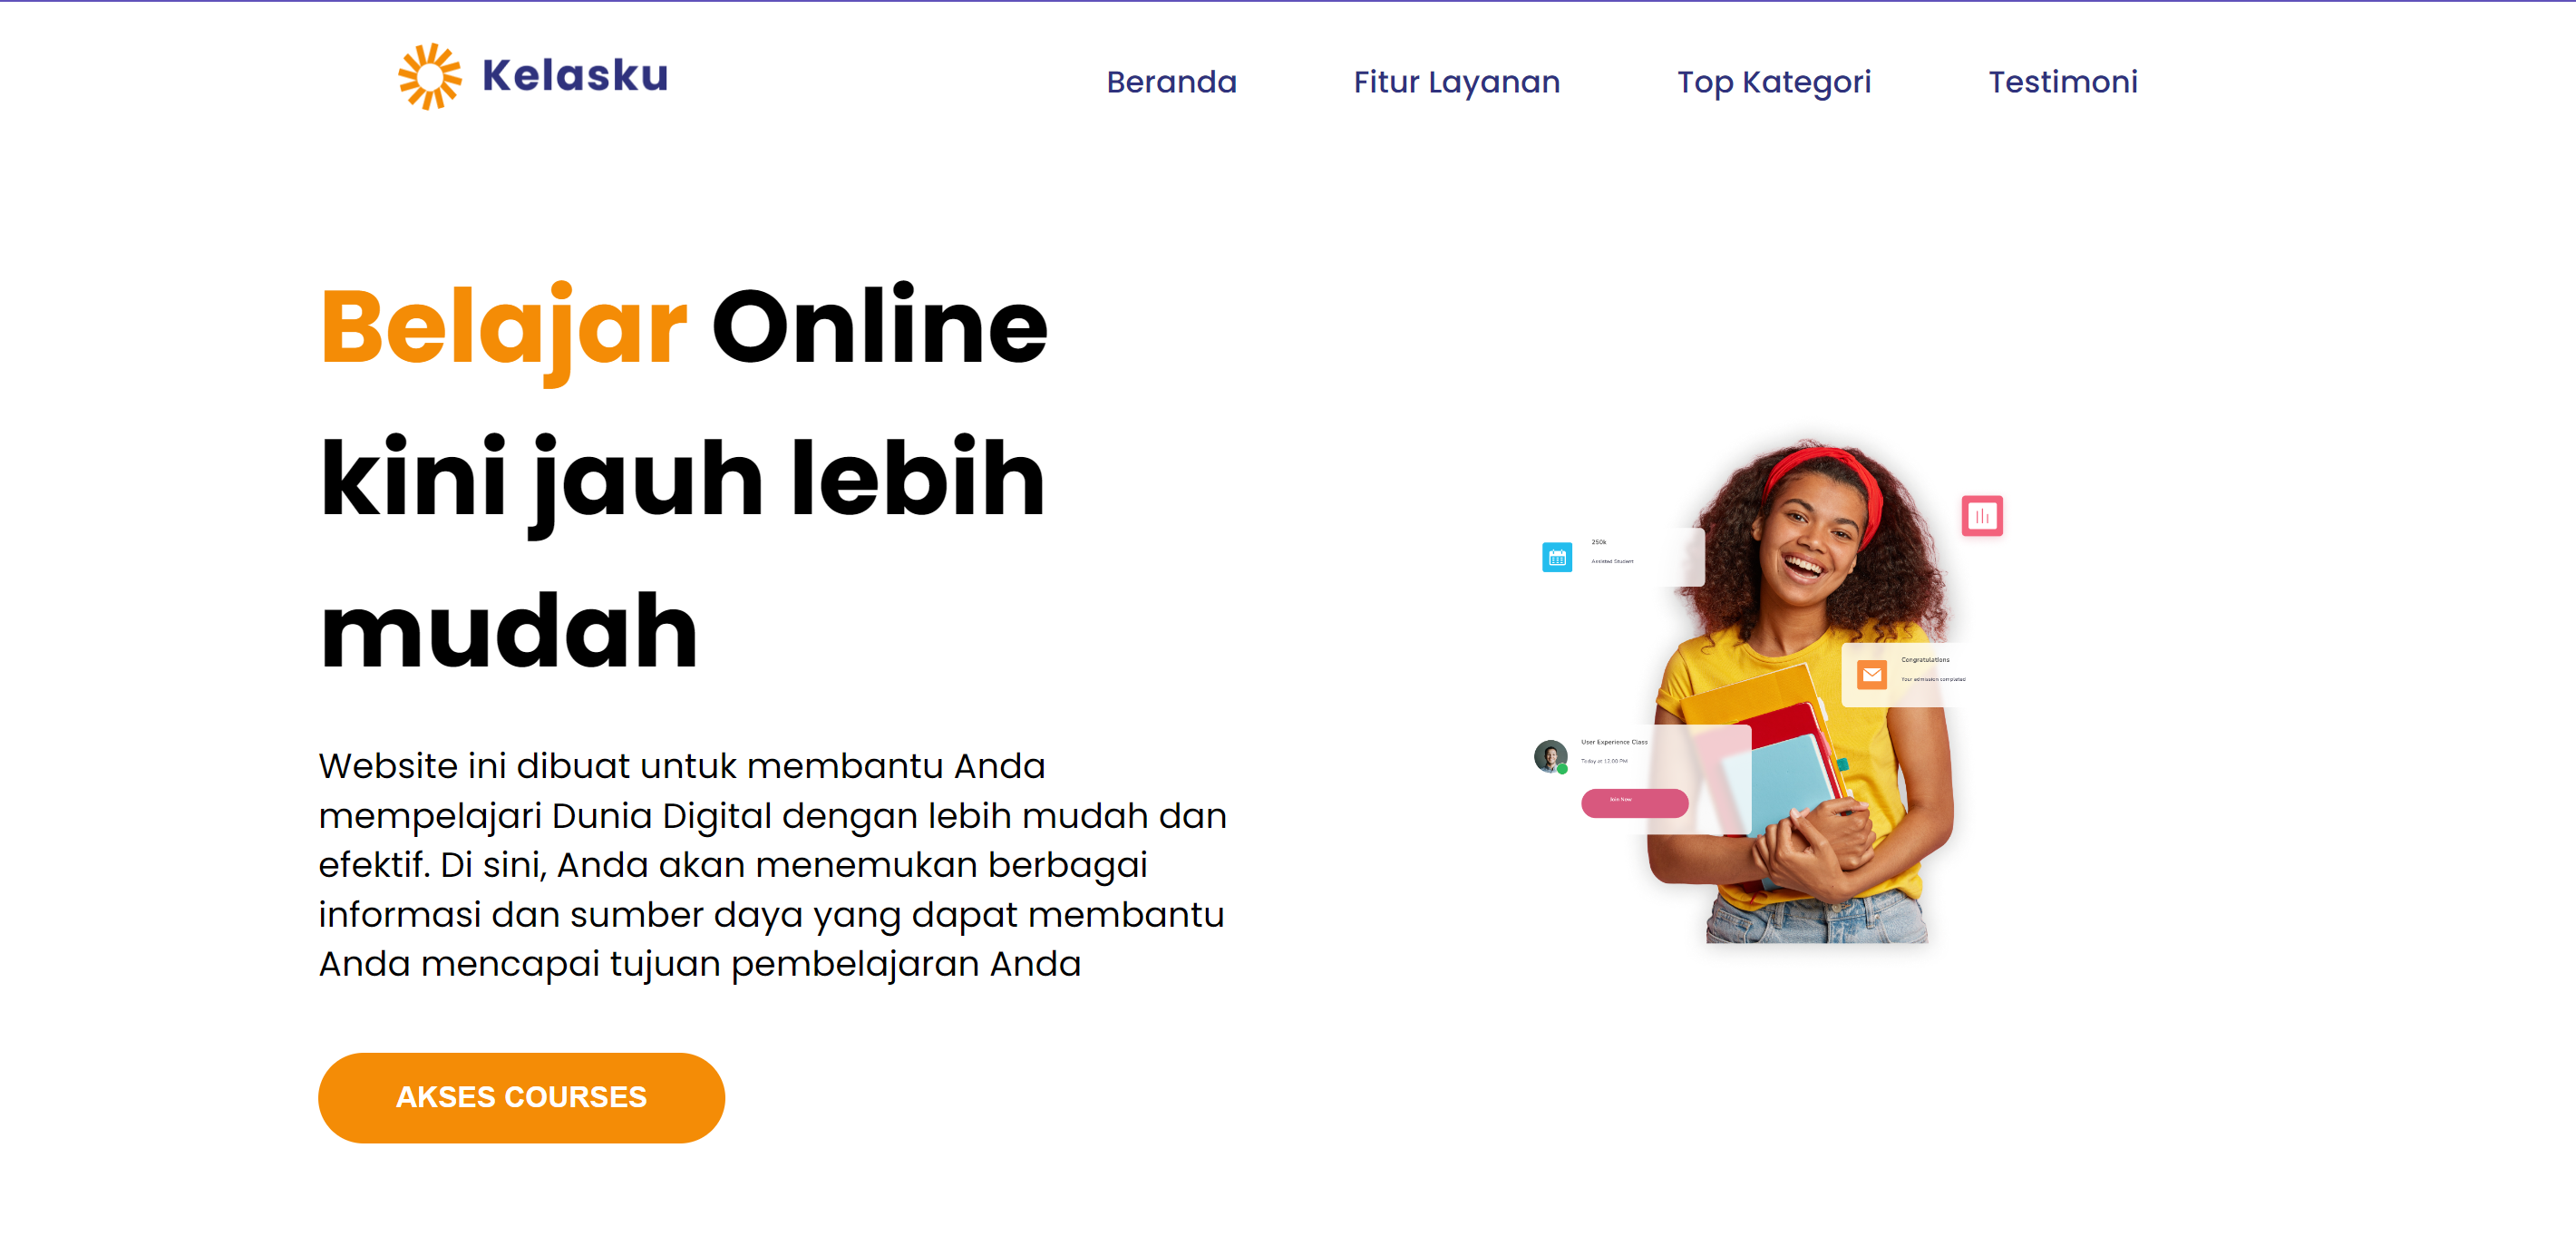 Kelasku
Beranda
Fitur Layanan
Top Kategori
Testimoni
Belajar Online
kini jauh lebih
mudah
Website ini dibuat untuk membantu Anda
mempelajari Dunia Digital dengan lebih mudah dan
efektif. Di sini, Anda akan menemukan berbagai
informasi dan sumber daya yang dapat membantu
Anda mencapai tujuan pembelajaran Anda
AKSES COURSES
250k
Assisted Student
Congratulations
Your admission completed
User Experience Class
Today at 12.00 PM
Join Now